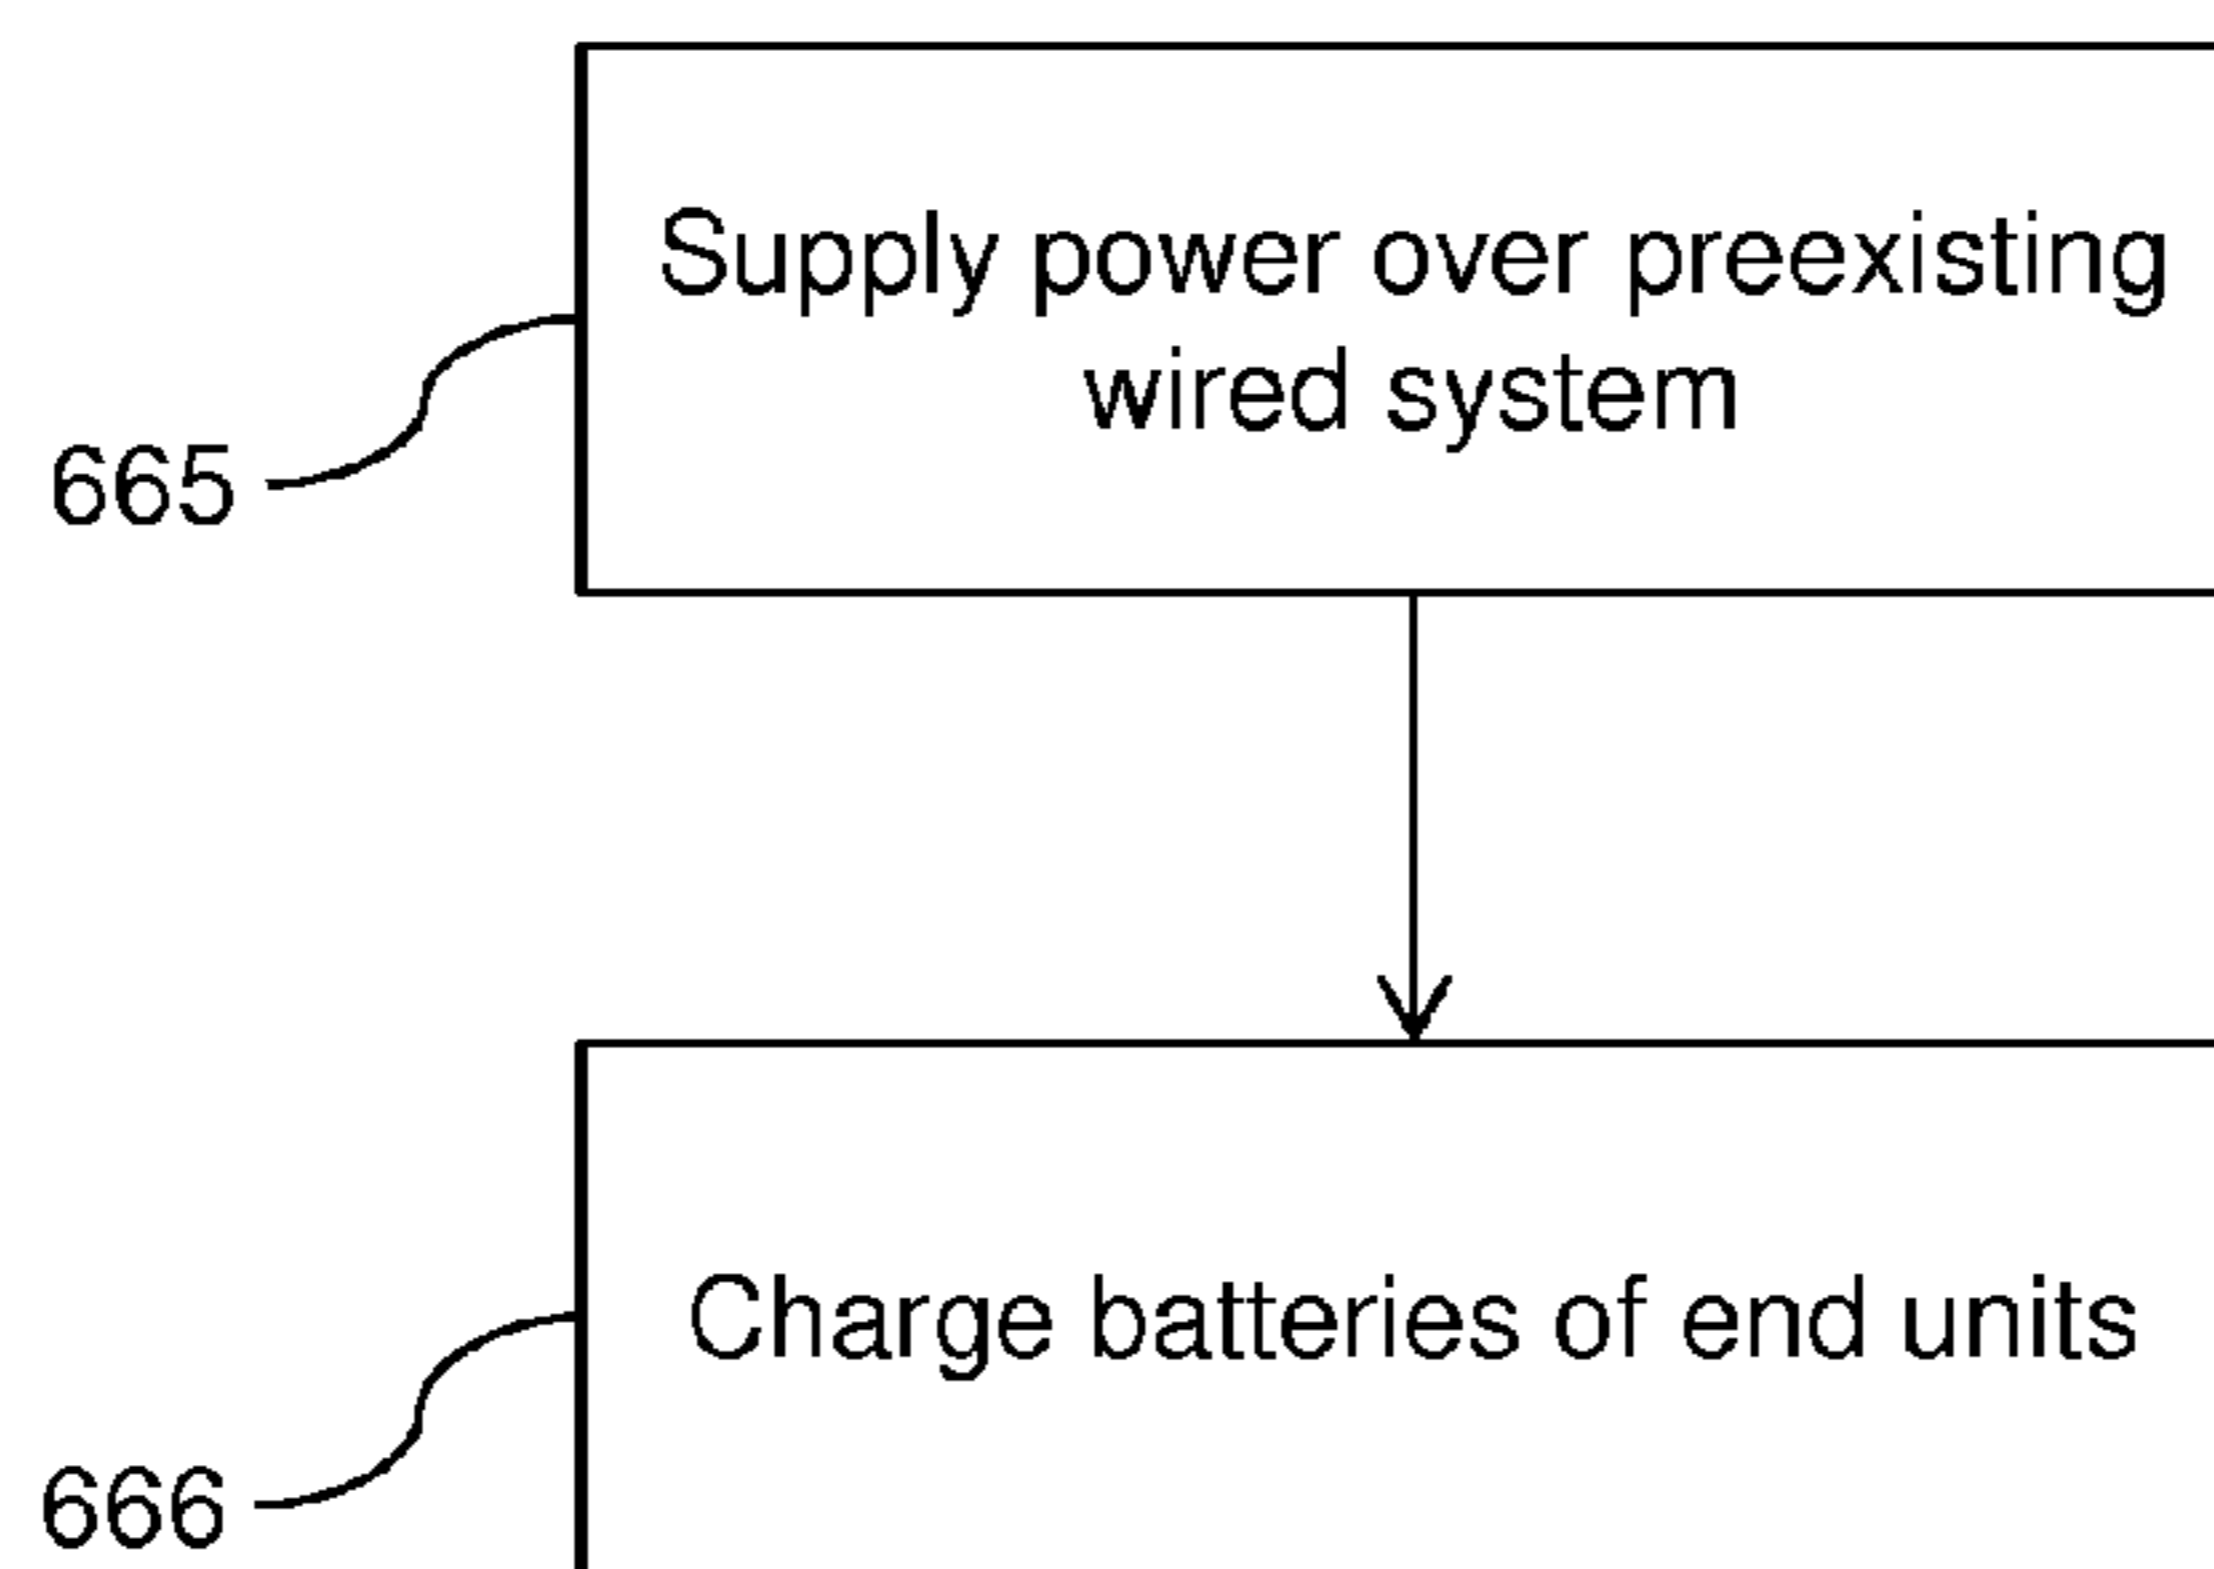 Supply power over preexisting
wired system
665
Charge batteries of end units
666